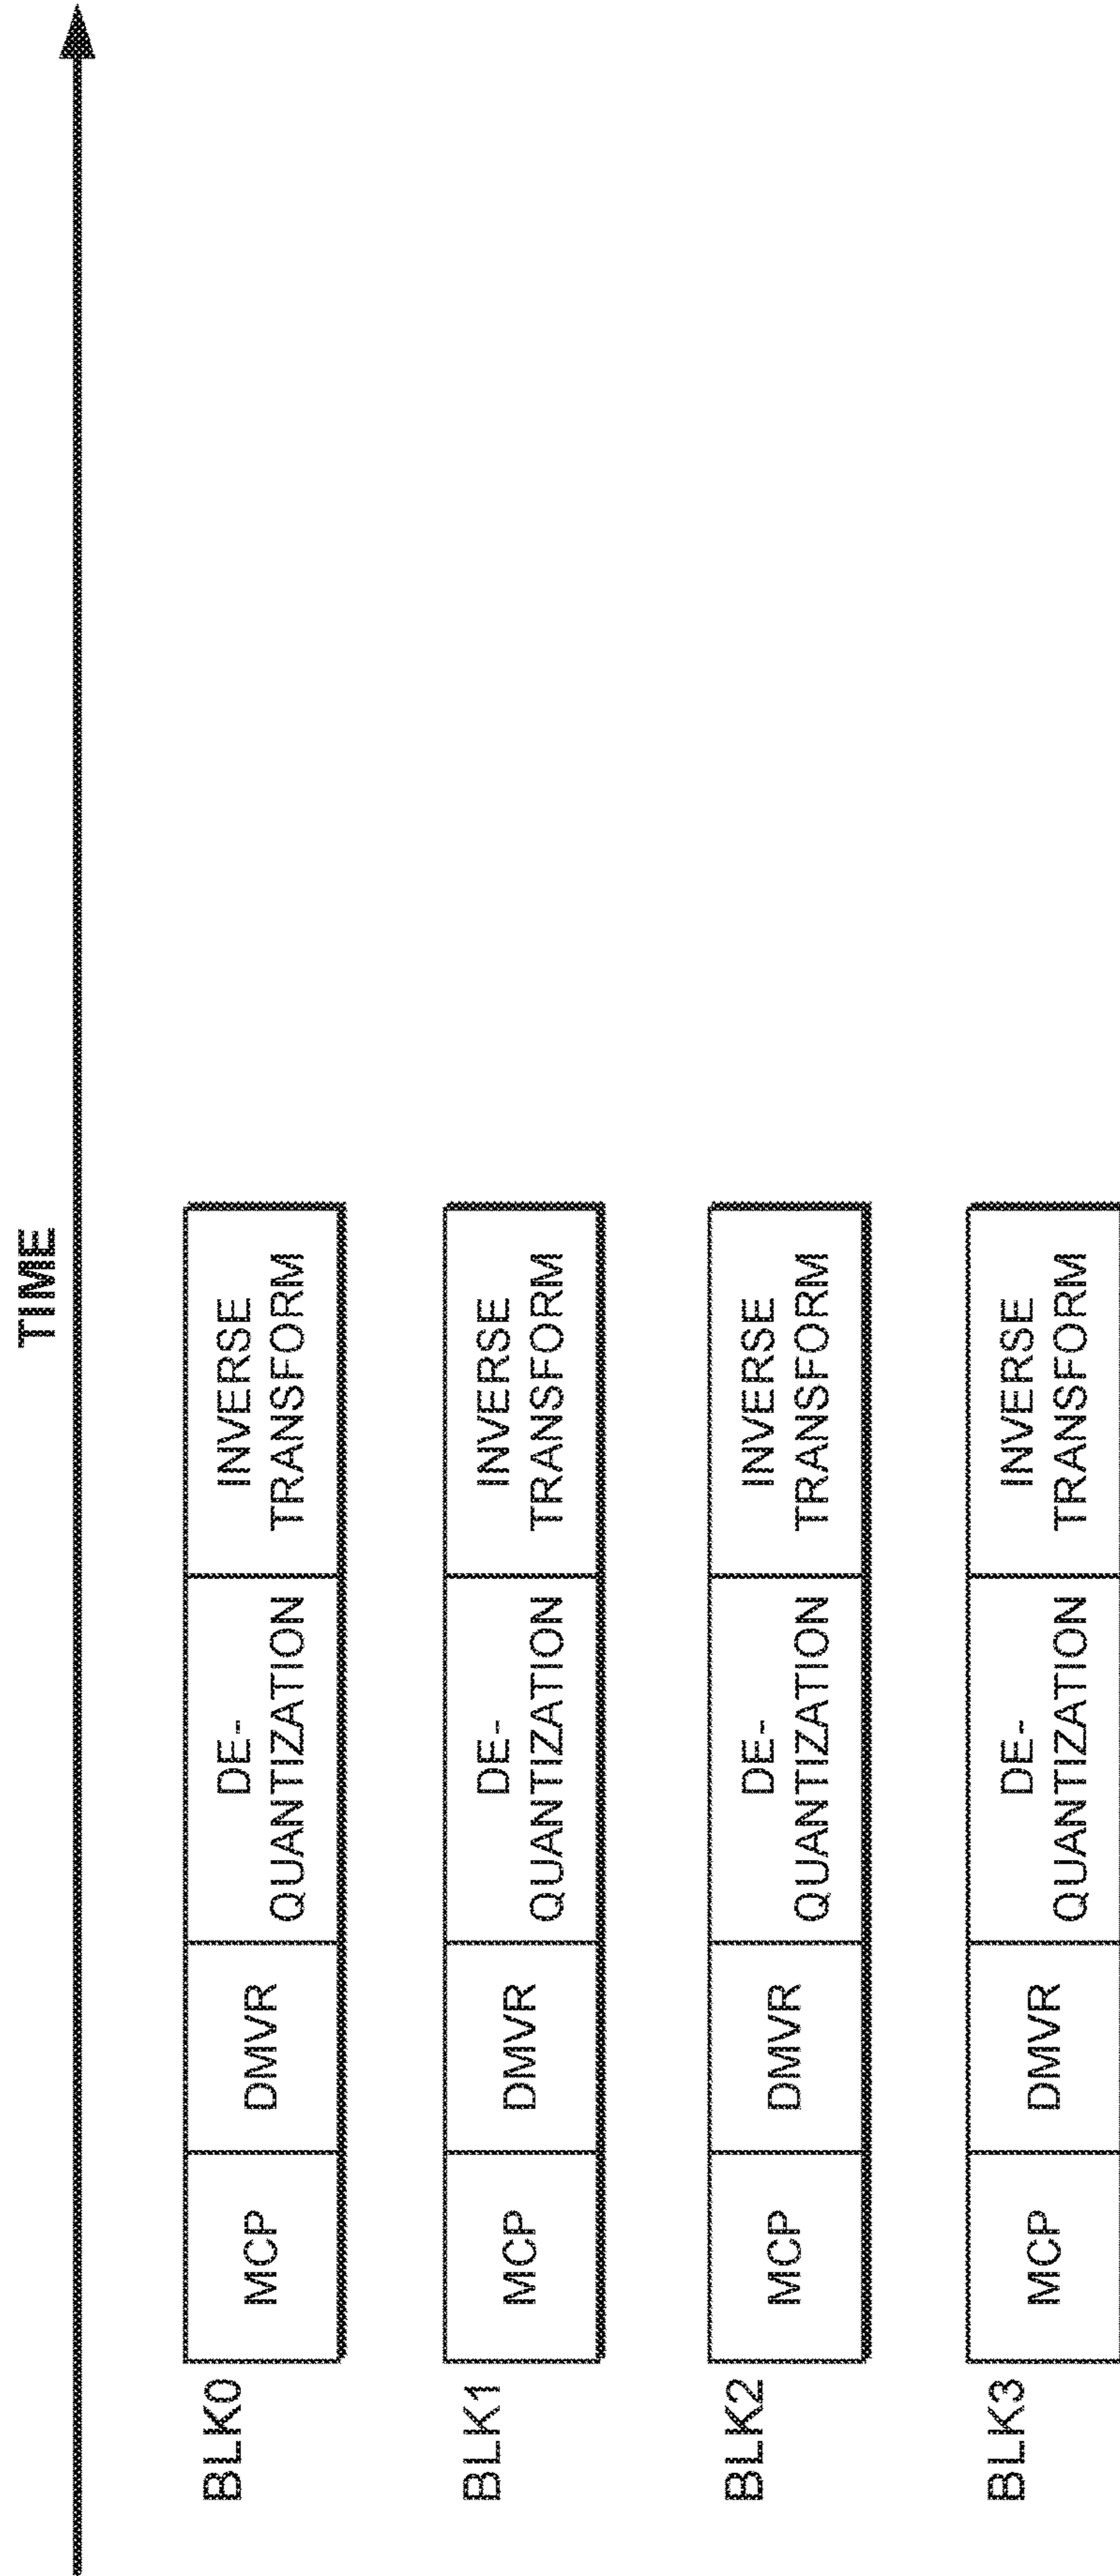 TIME
BLK0
MCP
DMVR
DE-
QUANTIZATION
INVERSE
TRANSFORM
BLK1
MCP
DMVR
DE-
QUANTIZATION
INVERSE
TRANSFORM
BLK2
MCP
DMVR
DE-
QUANTIZATION
INVERSE
TRANSFORM
BLK3
MCP
DMVR
DE-
QUANTIZATION
INVERSE
TRANSFORM